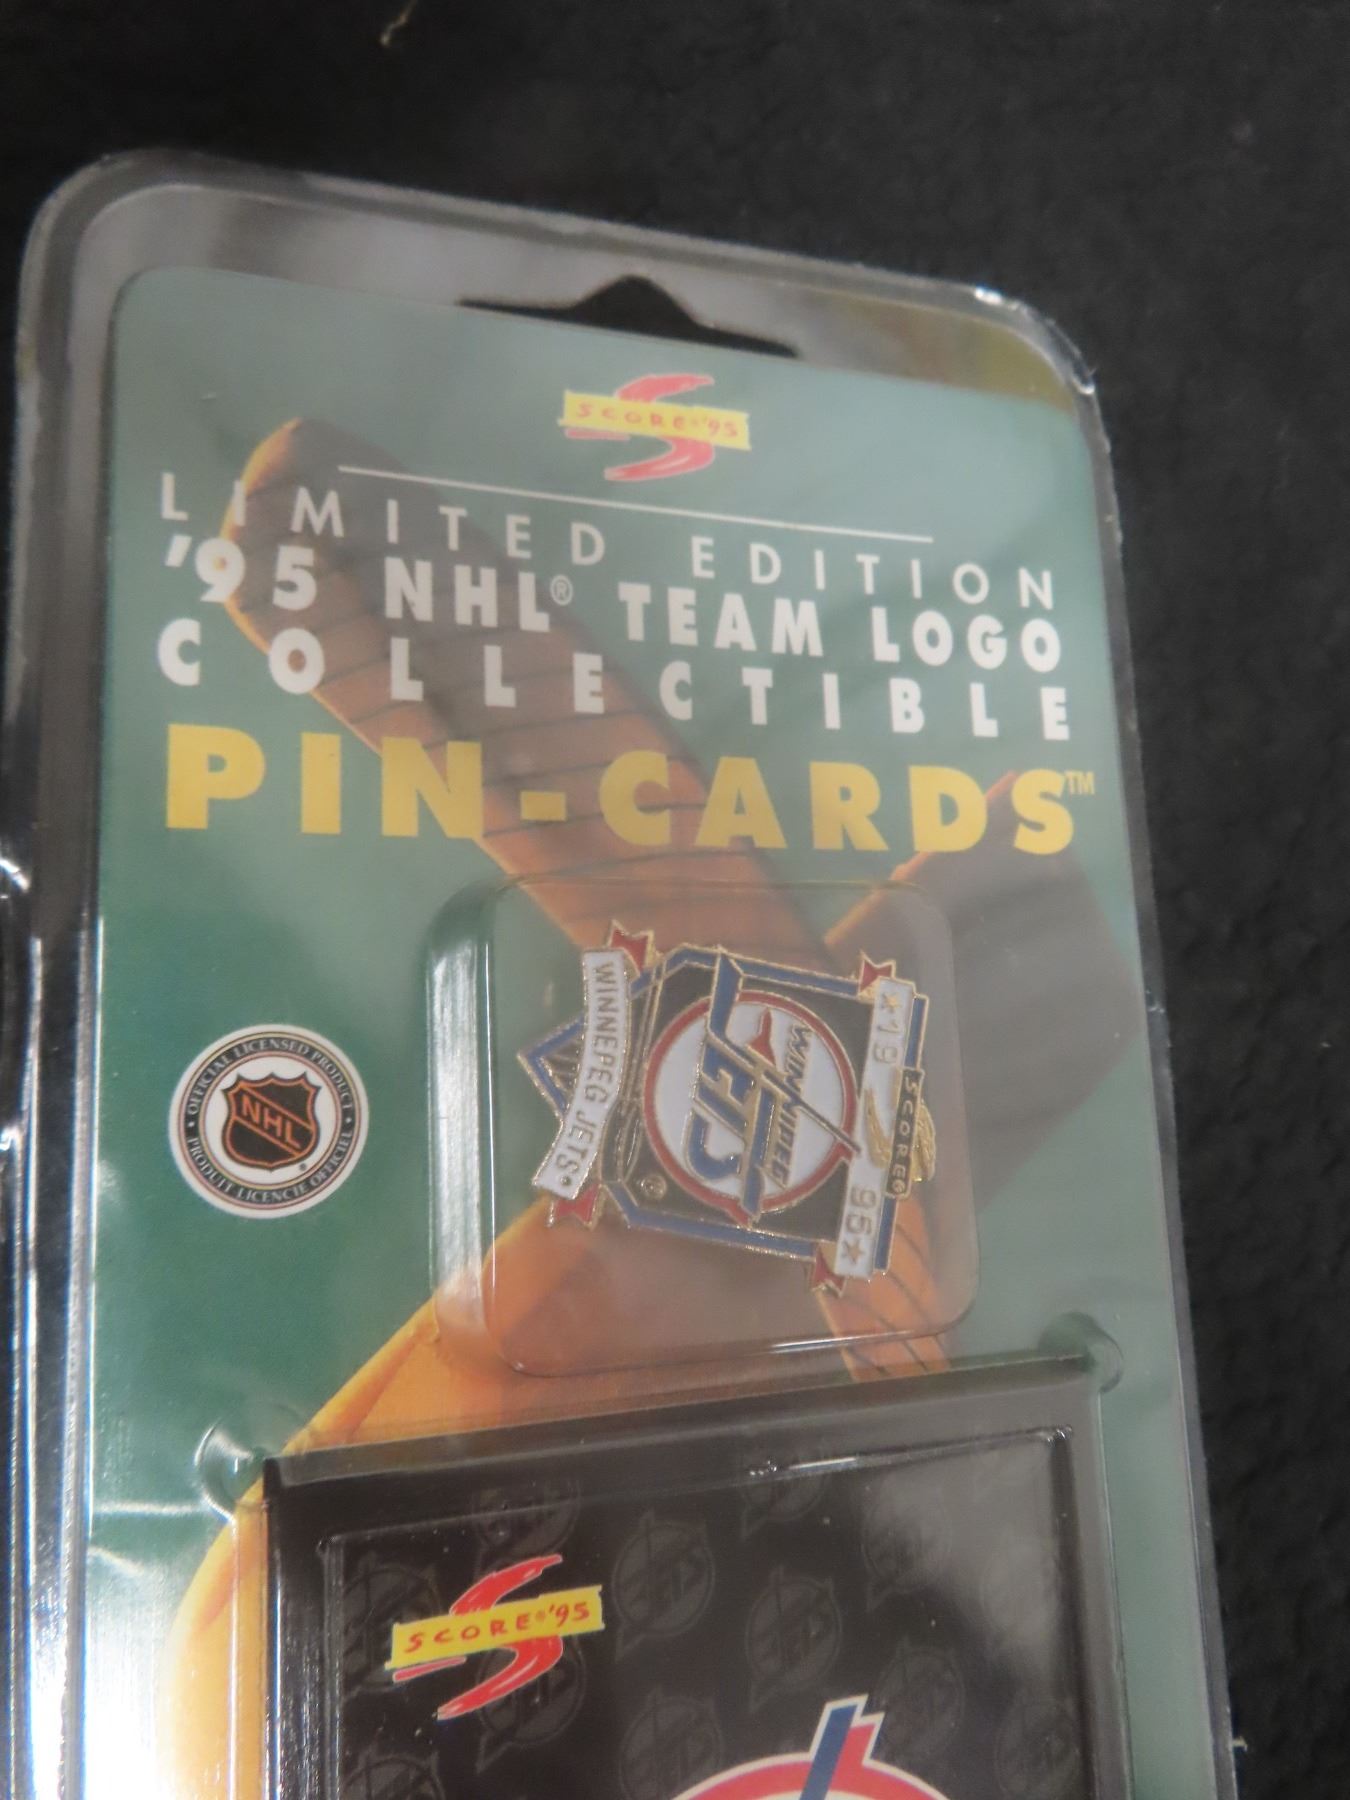 SCORE®'95
LIMITED EDITION
'95 NHL® TEAM LOGO
COLLECTIBLE
PIN-CARDS™
WINNEPEG JETS
WINNIPEG
JETS
★19 95★
SCORE®
• OFFICIAL LICENSED PRODUCT •
NHL
PRODUIT LICENCIÉ OFFICIEL
SCORE®'95